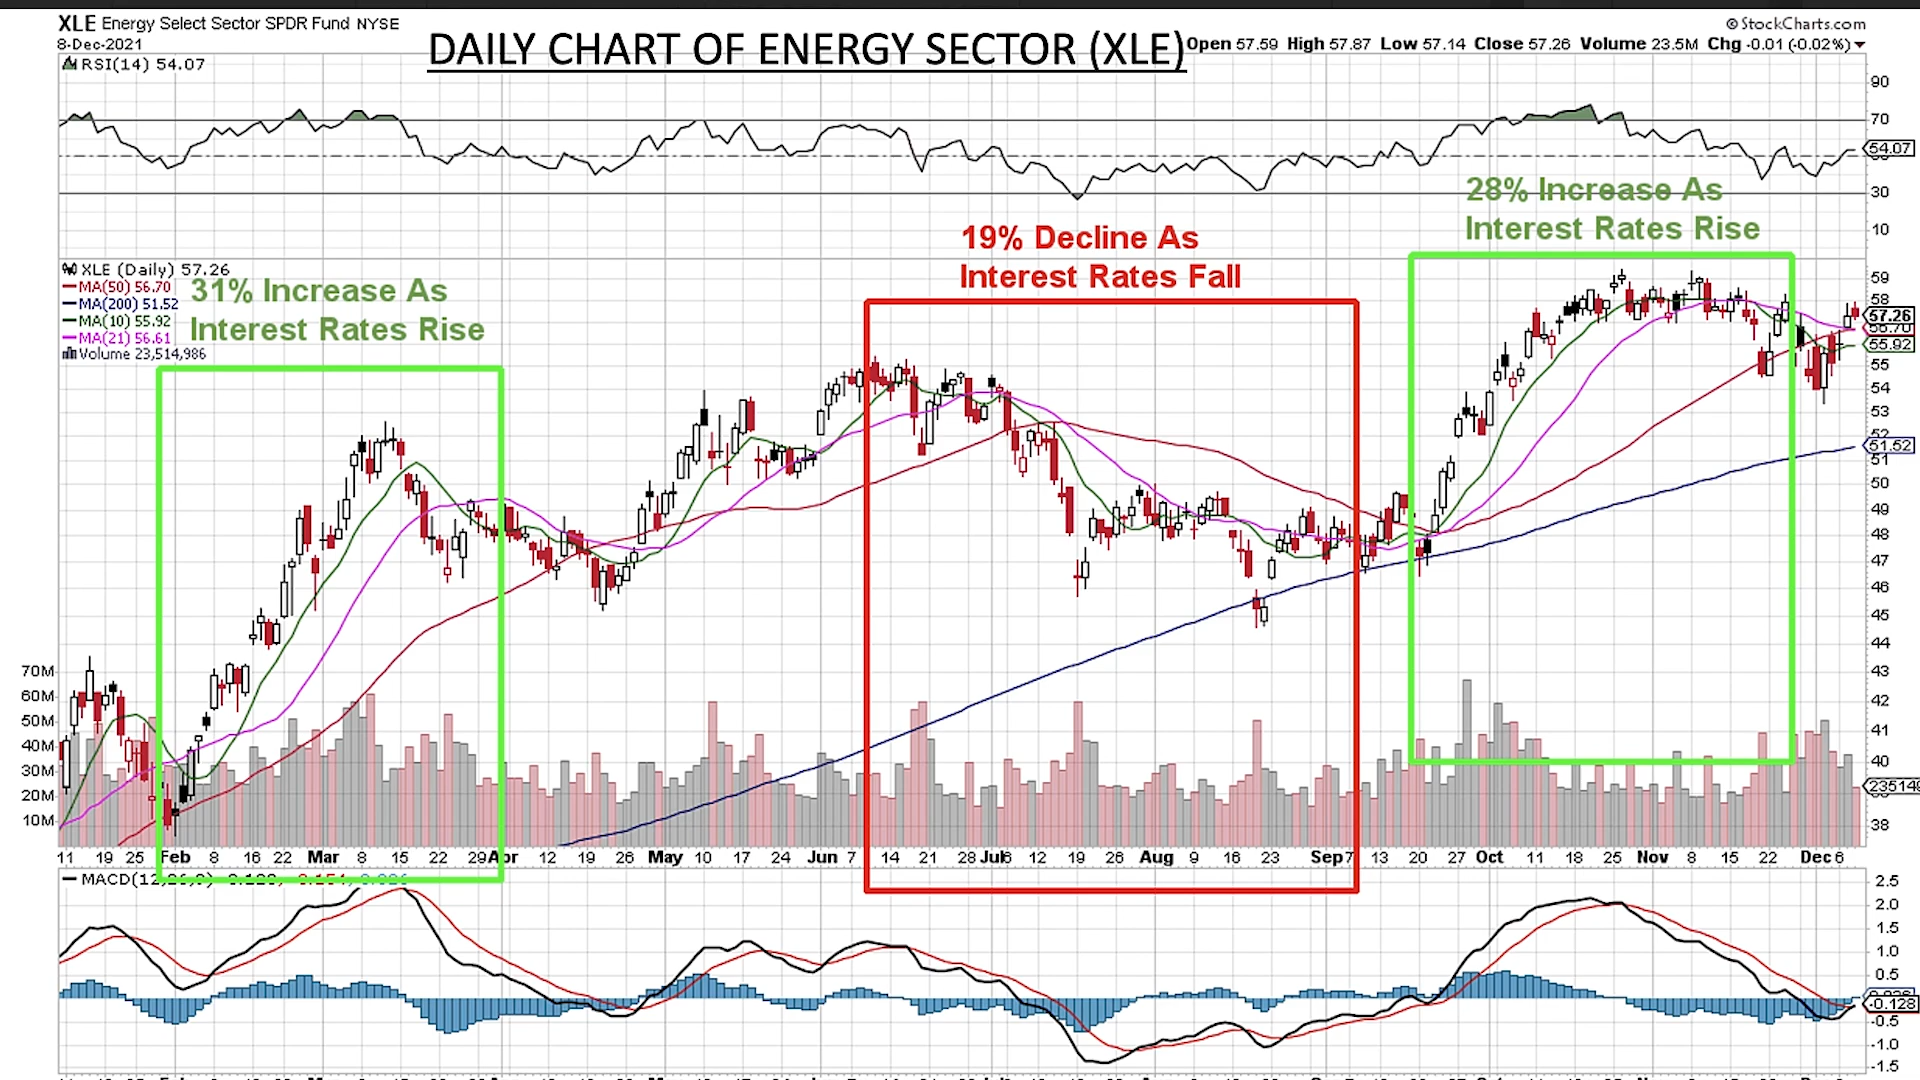 XLE Energy Select Sector SPDR Fund NYSE
© StockCharts.com
8-Dec-2021
DAILY CHART OF ENERGY SECTOR (XLE)
Open 57.59 High 57.87 Low 57.14 Close 57.26 Volume 23.5M Chg -0.01 (-0.02%)
RSI(14) 54.07
90
70
54.07
30
10
28% Increase As
Interest Rates Rise
19% Decline As
Interest Rates Fall
31% Increase As
Interest Rates Rise
XLE (Daily) 57.26
MA(50) 56.70
MA(200) 51.52
MA(10) 55.92
MA(21) 56.61
Volume 23,514,986
59
58
57.26
56.70
55.92
55
54
53
52
51.52
51
50
49
48
47
46
45
44
43
42
41
40
38
70M
60M
50M
40M
30M
20M
10M
11 19 25 Feb 8 16 22 Mar 8 15 22 29 Apr 12 19 26 May 10 17 24 Jun 7 14 21 28 Jul 6 12 19 26 Aug 9 16 23 Sep 7 13 20 27 Oct 11 18 25 Nov 8 15 22 Dec 6
MACD(12,26,9)
2.5
2.0
1.5
1.0
0.5
-0.128
-0.5
-1.0
-1.5